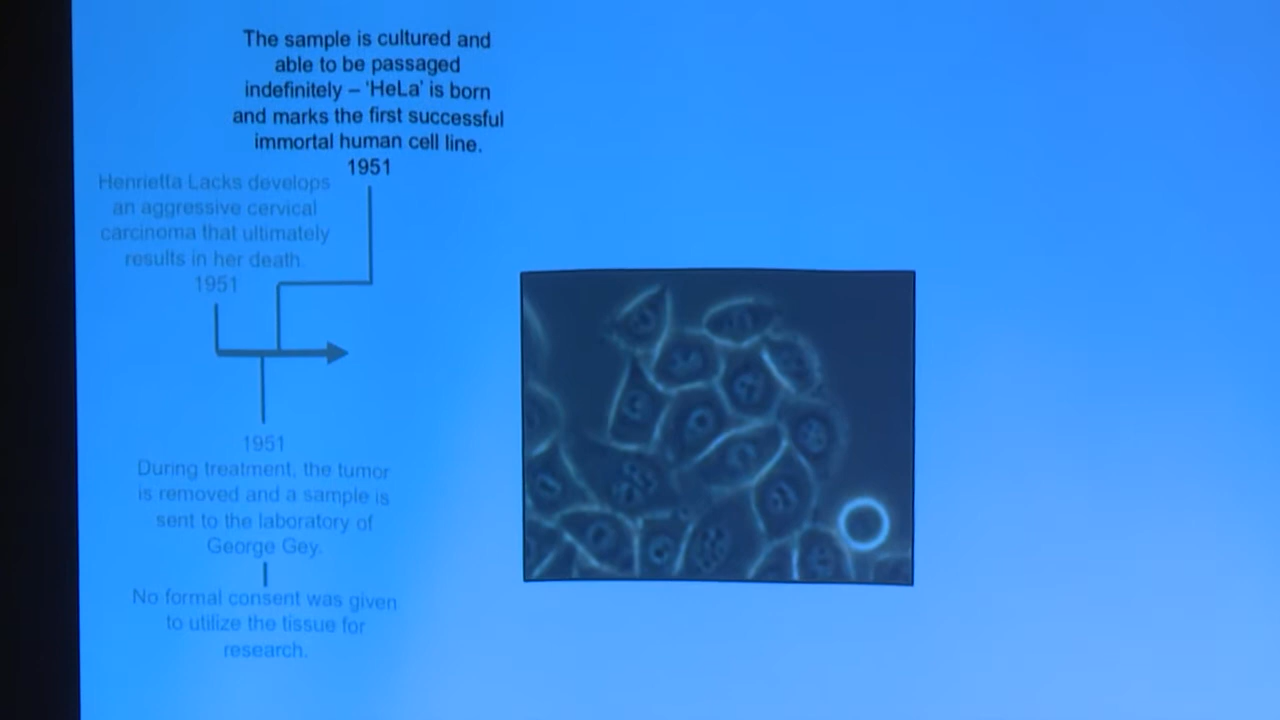 The sample is cultured and
able to be passaged
indefinitely – 'HeLa' is born
and marks the first successful
immortal human cell line.
1951
Henrietta Lacks develops
an aggressive cervical
carcinoma that ultimately
results in her death.
1951
1951
During treatment, the tumor
is removed and a sample is
sent to the laboratory of
George Gey.
No formal consent was given
to utilize the tissue for
research.